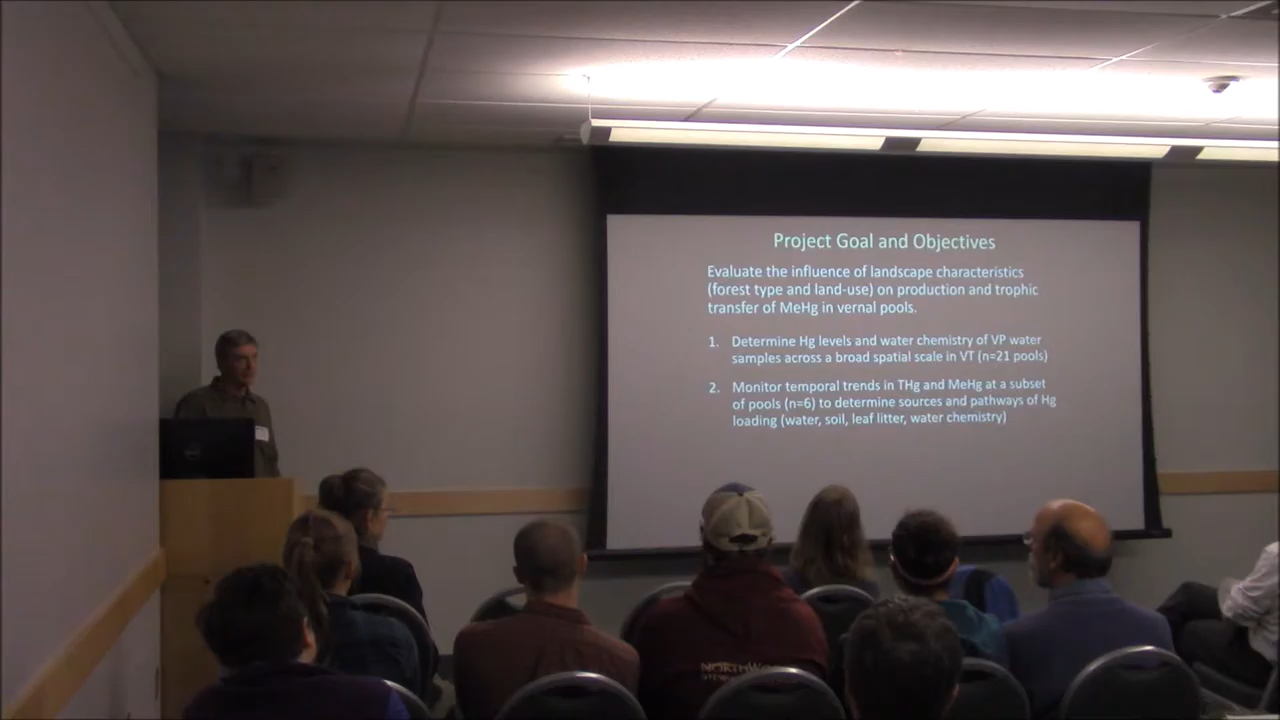 Project Goal and Objectives
Evaluate the influence of landscape characteristics
(forest type and land-use) on production and trophic
transfer of MeHg in vernal pools.
1. Determine Hg levels and water chemistry of VP water
samples across a broad spatial scale in VT (n=21 pools)
2. Monitor temporal trends in THg and MeHg at a subset
of pools (n=6) to determine sources and pathways of Hg
loading (water, soil, leaf litter, water chemistry)